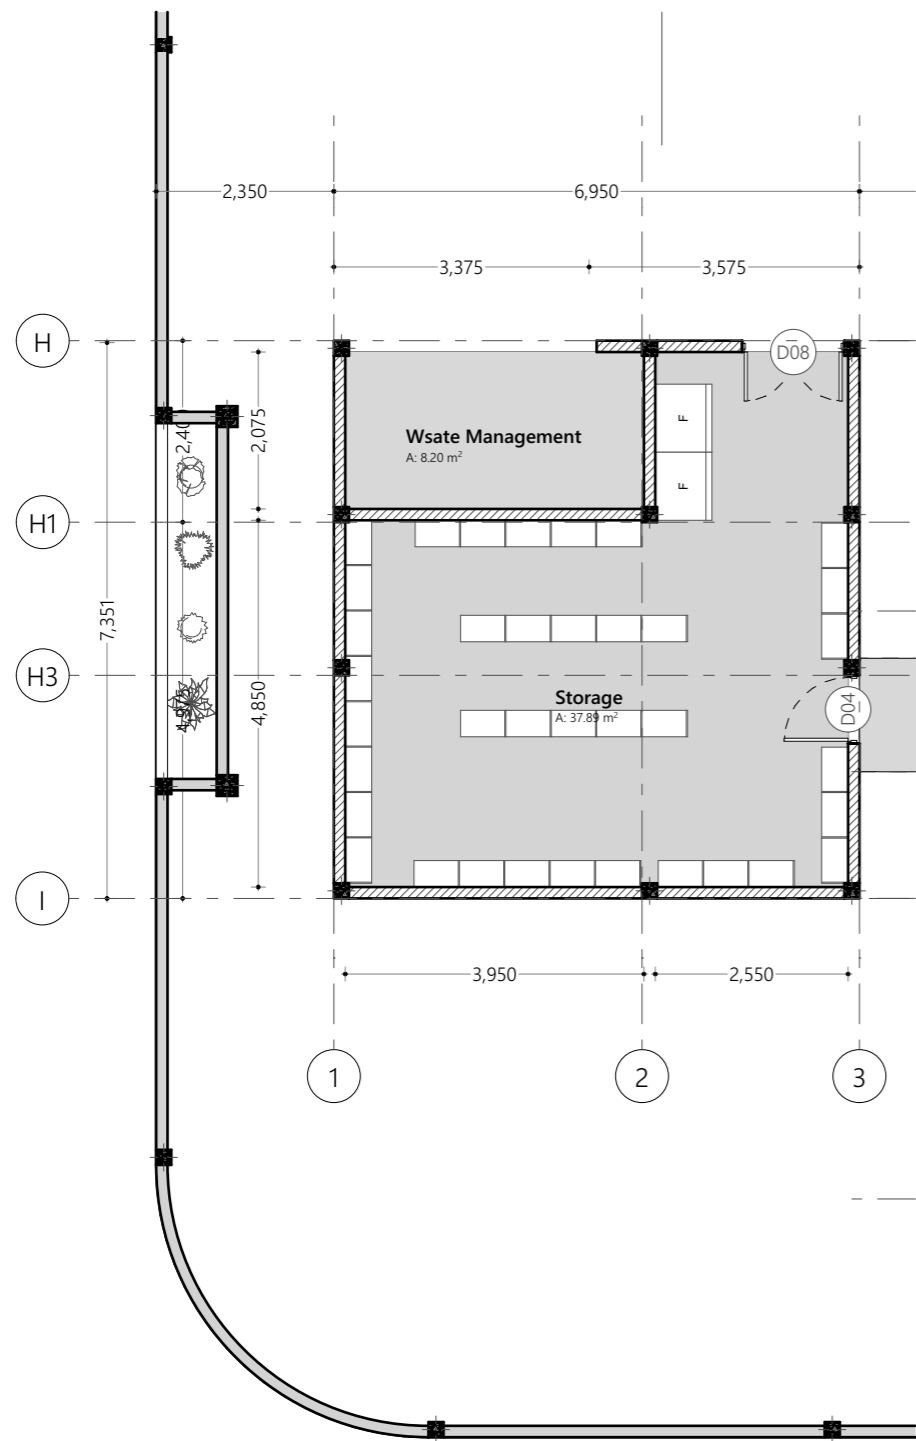 2,350
6,950
3,375
3,575
H
D08
2,075
Wsate Management
A: 8.20 m²
F
F
H1
7,351
H3
4,850
Storage
A: 37.89 m²
D04
I
3,950
2,550
1
2
3